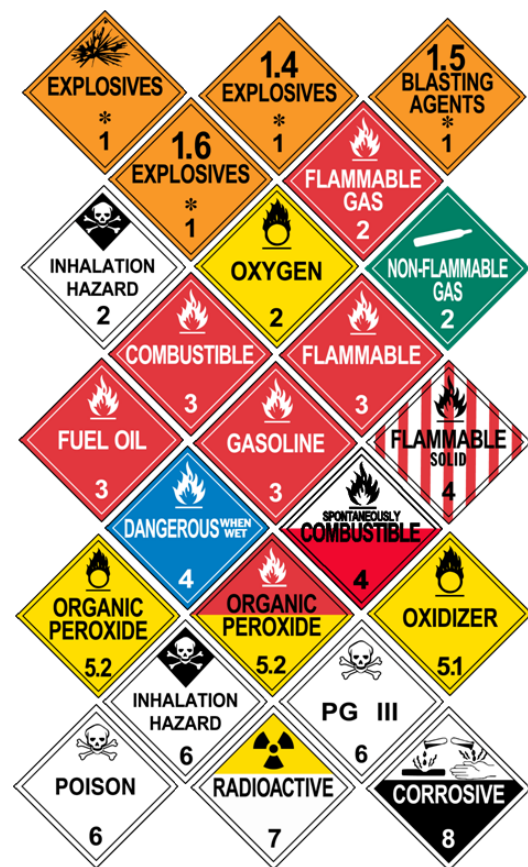 EXPLOSIVES
*
1
1.4
EXPLOSIVES
*
1
1.5
BLASTING
AGENTS
*
1
1.6
EXPLOSIVES
*
1
FLAMMABLE
GAS
2
INHALATION
HAZARD
2
OXYGEN
2
NON-FLAMMABLE
GAS
2
COMBUSTIBLE
3
FLAMMABLE
3
FUEL OIL
3
GASOLINE
3
FLAMMABLE
SOLID
4
DANGEROUS WHEN WET
4
SPONTANEOUSLY
COMBUSTIBLE
4
ORGANIC
PEROXIDE
5.2
ORGANIC
PEROXIDE
5.2
OXIDIZER
5.1
INHALATION
HAZARD
6
PG III
6
POISON
6
RADIOACTIVE
7
CORROSIVE
8